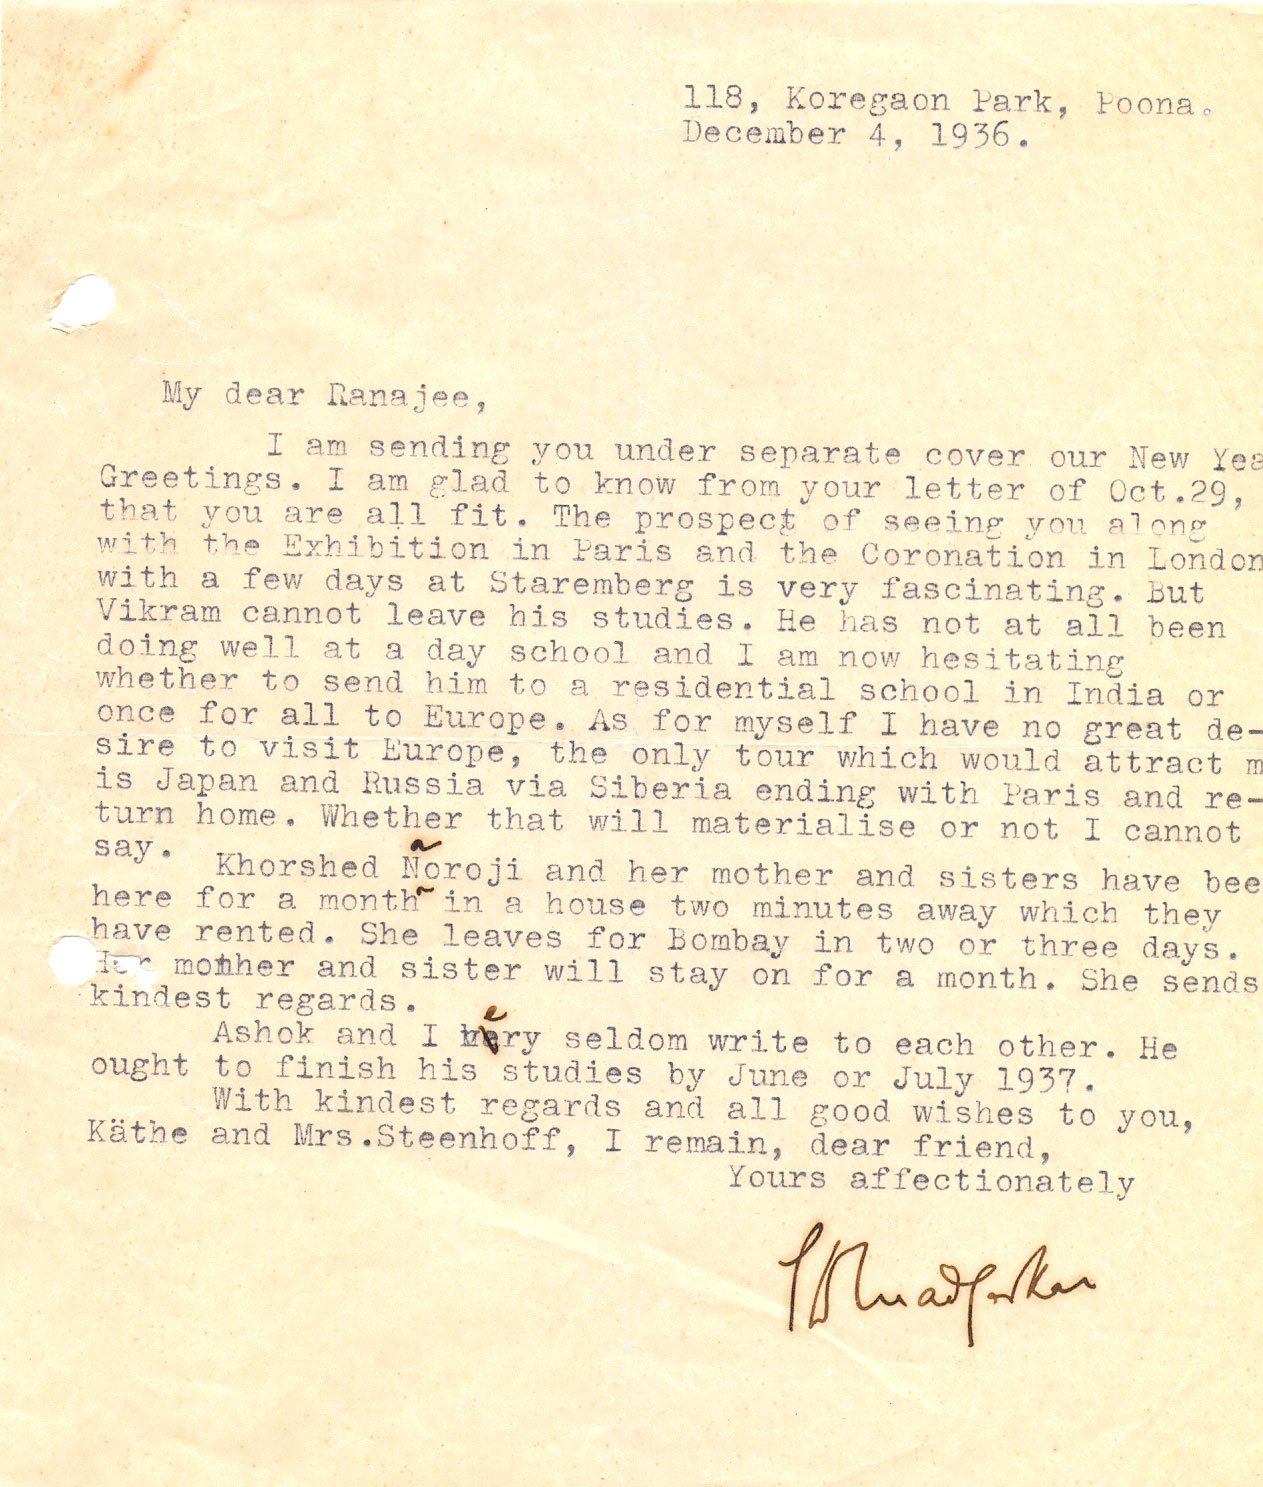 118, Koregaon Park, Poona.
December 4, 1936.
My dear Ranajee,
I am sending you under separate cover our New Yea
Greetings. I am glad to know from your letter of Oct.29,
that you are all fit. The prospect of seeing you along
with the Exhibition in Paris and the Coronation in London
with a few days at Staremberg is very fascinating. But
Vikram cannot leave his studies. He has not at all been
doing well at a day school and I am now hesitating
whether to send him to a residential school in India or
once for all to Europe. As for myself I have no great de-
sire to visit Europe, the only tour which would attract m
is Japan and Russia via Siberia ending with Paris and re-
turn home. Whether that will materialise or not I cannot
say.
Khorshed Naoroji and her mother and sisters have bee
here for a month in a house two minutes away which they
have rented. She leaves for Bombay in two or three days.
Her mother and sister will stay on for a month. She sends
kindest regards.
Ashok and I very seldom write to each other. He
ought to finish his studies by June or July 1937.
With kindest regards and all good wishes to you,
Käthe and Mrs.Steenhoff, I remain, dear friend,
Yours affectionately